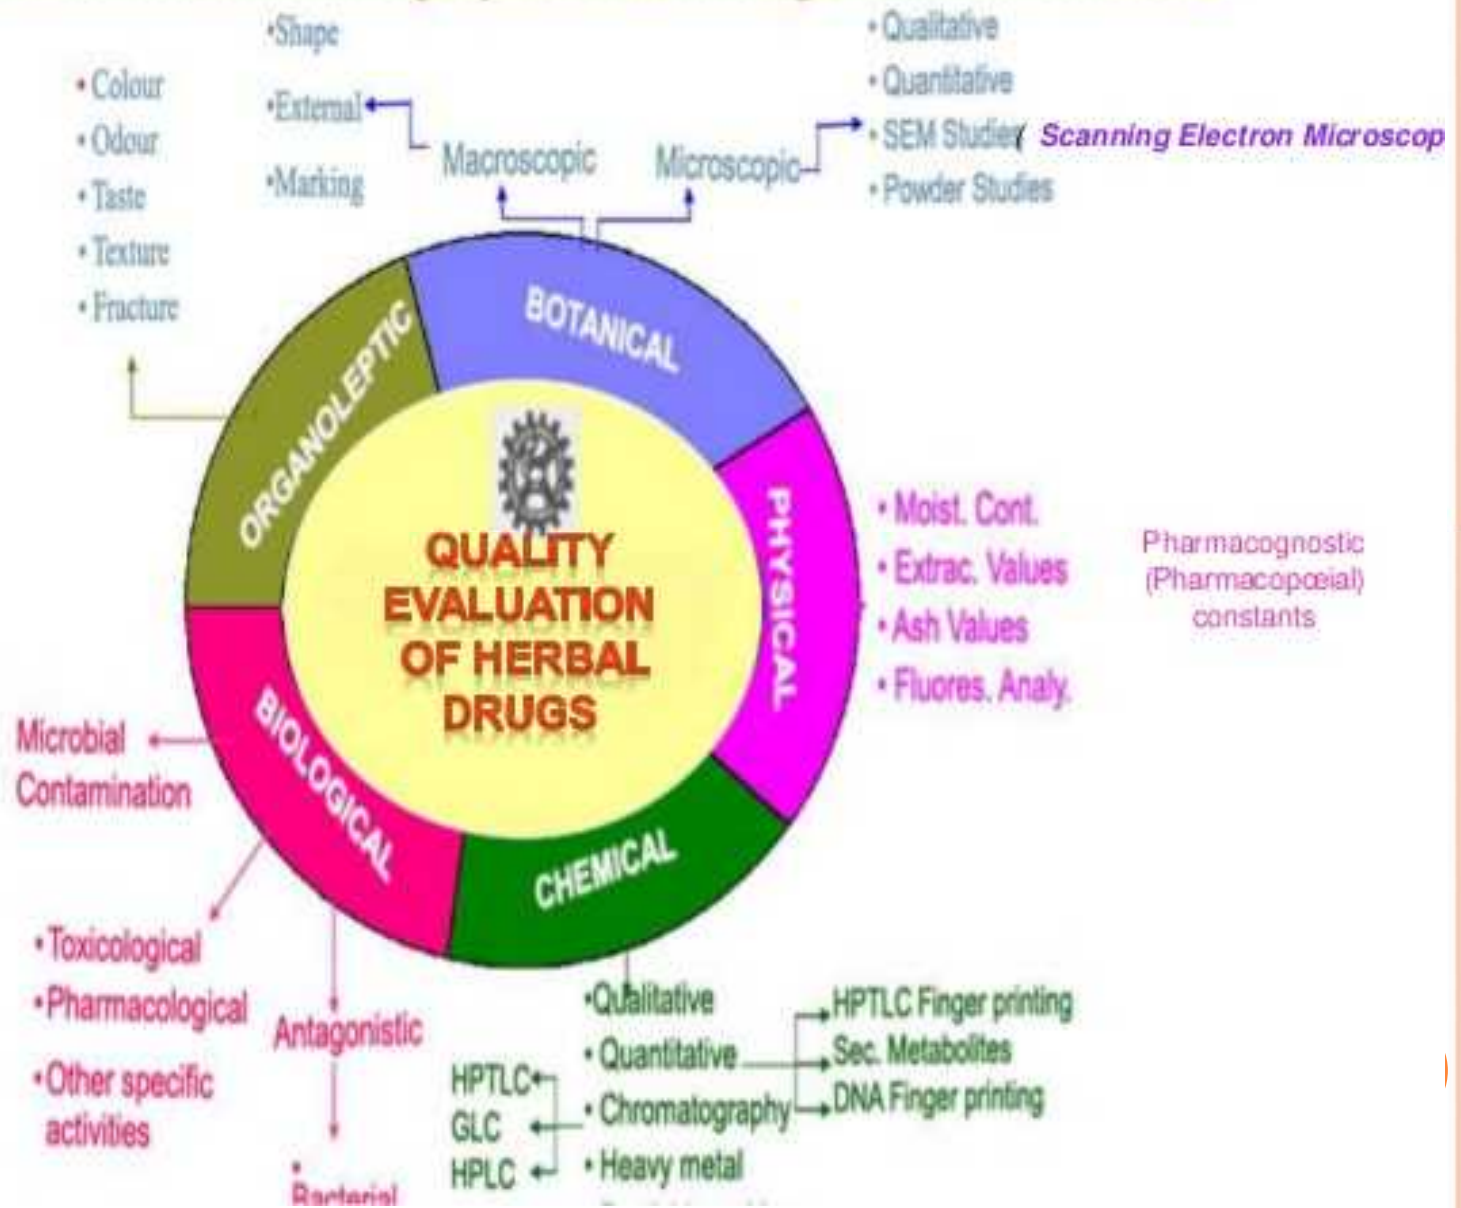 •Shape
•External
•Marking
• Colour
• Odour
• Taste
• Texture
• Fracture
Macroscopic
Microscopic
• Qualitative
• Quantitative
• SEM Studies( Scanning Electron Microscop
• Powder Studies
BOTANICAL
ORGANOLEPTIC
PHYSICAL
BIOLOGICAL
CHEMICAL
QUALITY
EVALUATION
OF HERBAL
DRUGS
• Moist. Cont.
• Extrac. Values
• Ash Values
• Fluores. Analy.
Pharmacognostic
(Pharmacopœial)
constants
Microbial
Contamination
• Toxicological
• Pharmacological
• Other specific
activities
Antagonistic
•
Bacterial
•Qualitative
• Quantitative
• Chromatography
• Heavy metal
HPTLC
GLC
HPLC
HPTLC Finger printing
Sec. Metabolites
DNA Finger printing